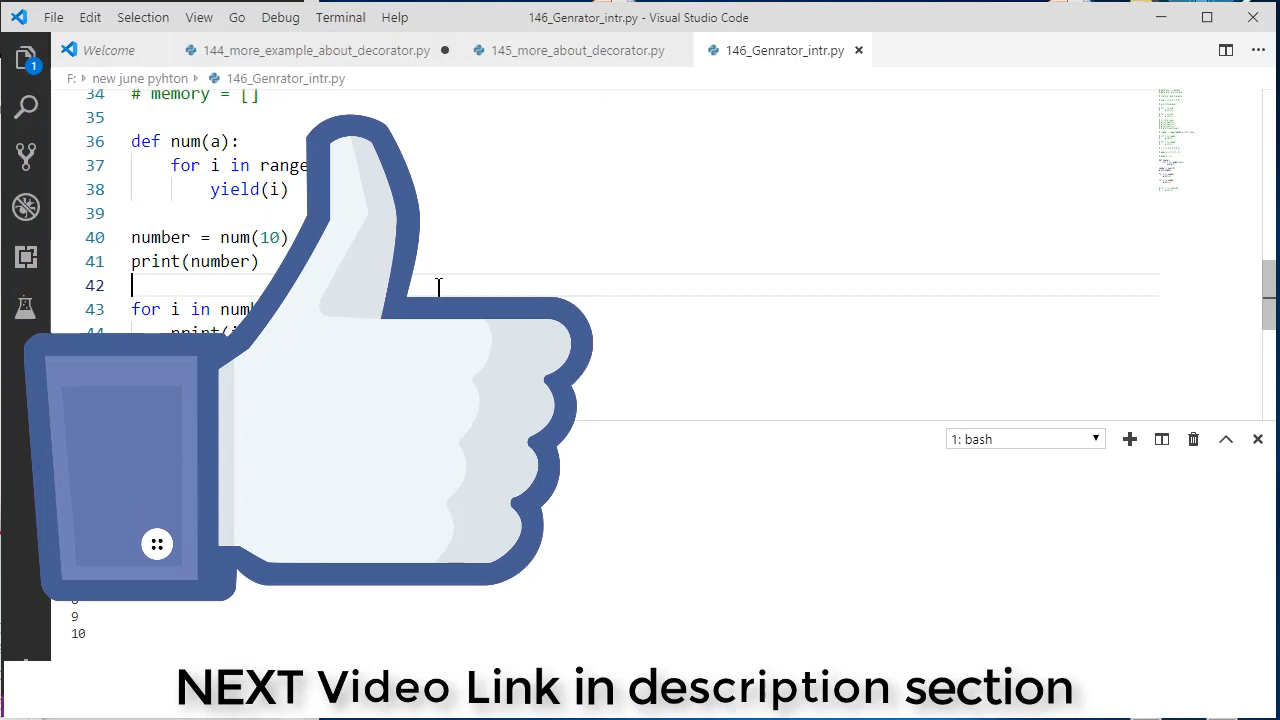 File Edit Selection View Go Debug Terminal Help 146_Genrator_intr.py - Visual Studio Code
Welcome 144_more_example_about_decorator.py 145_more_about_decorator.py 146_Genrator_intr.py
F: > new june pyhton > 146_Genrator_intr.py
1
34 # memory = []
35
36 def num(a):
37 for i in range
38 yield(i)
39
40 number = num(10)
41 print(number)
42
43 for i in num
44
1: bash
9
10
NEXT Video Link in description section